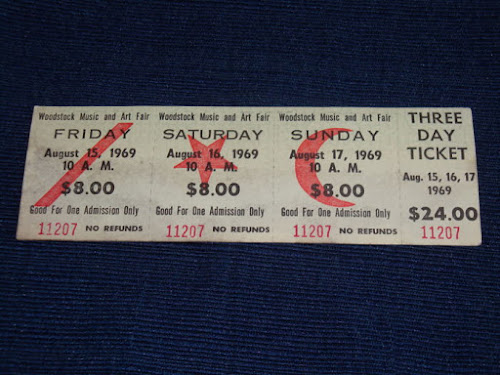 Woodstock Music and Art Fair
FRIDAY
August 15, 1969
10 A. M.
$8.00
Good For One Admission Only
11207 NO REFUNDS
Woodstock Music and Art Fair
SATURDAY
August 16, 1969
10 A. M.
$8.00
Good For One Admission Only
11207 NO REFUNDS
Woodstock Music and Art Fair
SUNDAY
August 17, 1969
10 A. M.
$8.00
Good For One Admission Only
11207 NO REFUNDS
THREE
DAY
TICKET
Aug. 15, 16, 17
1969
$24.00
11207